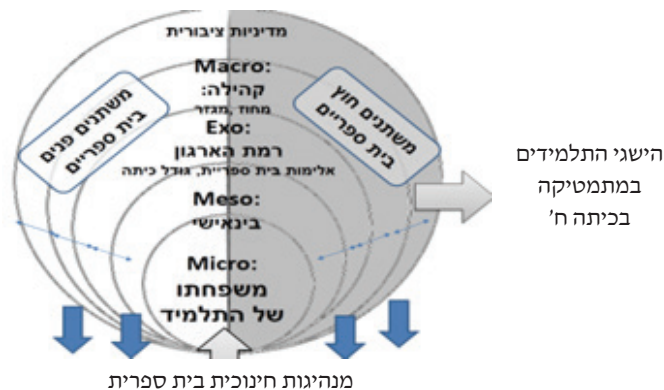 מדיניות ציבורית
Macro:
קהילה:
מחוז, מגזר
Exo:
רמת הארגון
אלימות בית ספרית, גודל כיתה
Meso:
בינאישי
Micro:
משפחתו
של התלמיד
משתנים פנים
בית ספריים
משתנים חוץ
בית ספריים
הישגי התלמידים
במתמטיקה
בכיתה ח'
מנהיגות חינוכית בית ספרית